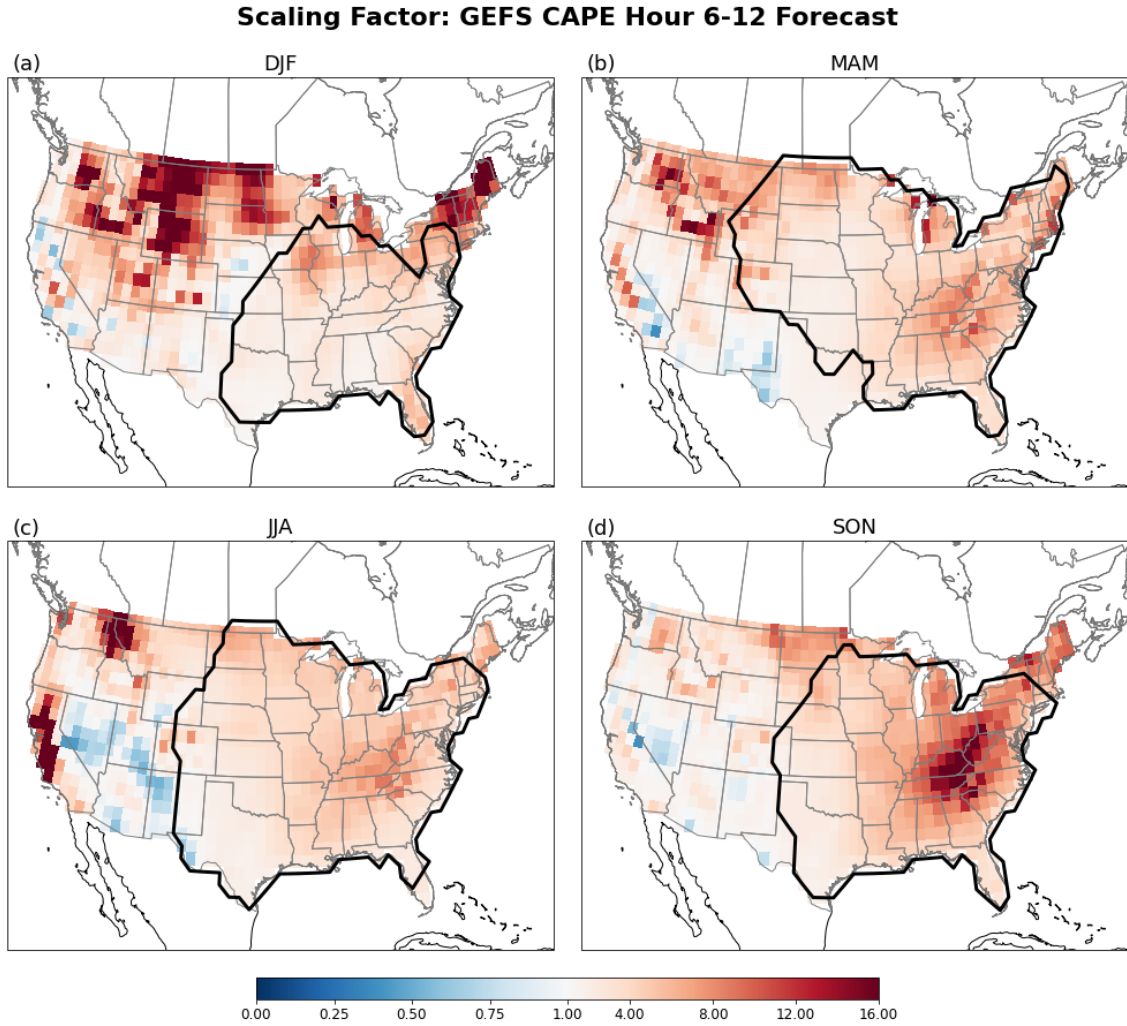 Scaling Factor: GEFS CAPE Hour 6-12 Forecast
(a) DJF
(b) MAM
(c) JJA
(d) SON
0.00 0.25 0.50 0.75 1.00 4.00 8.00 12.00 16.00